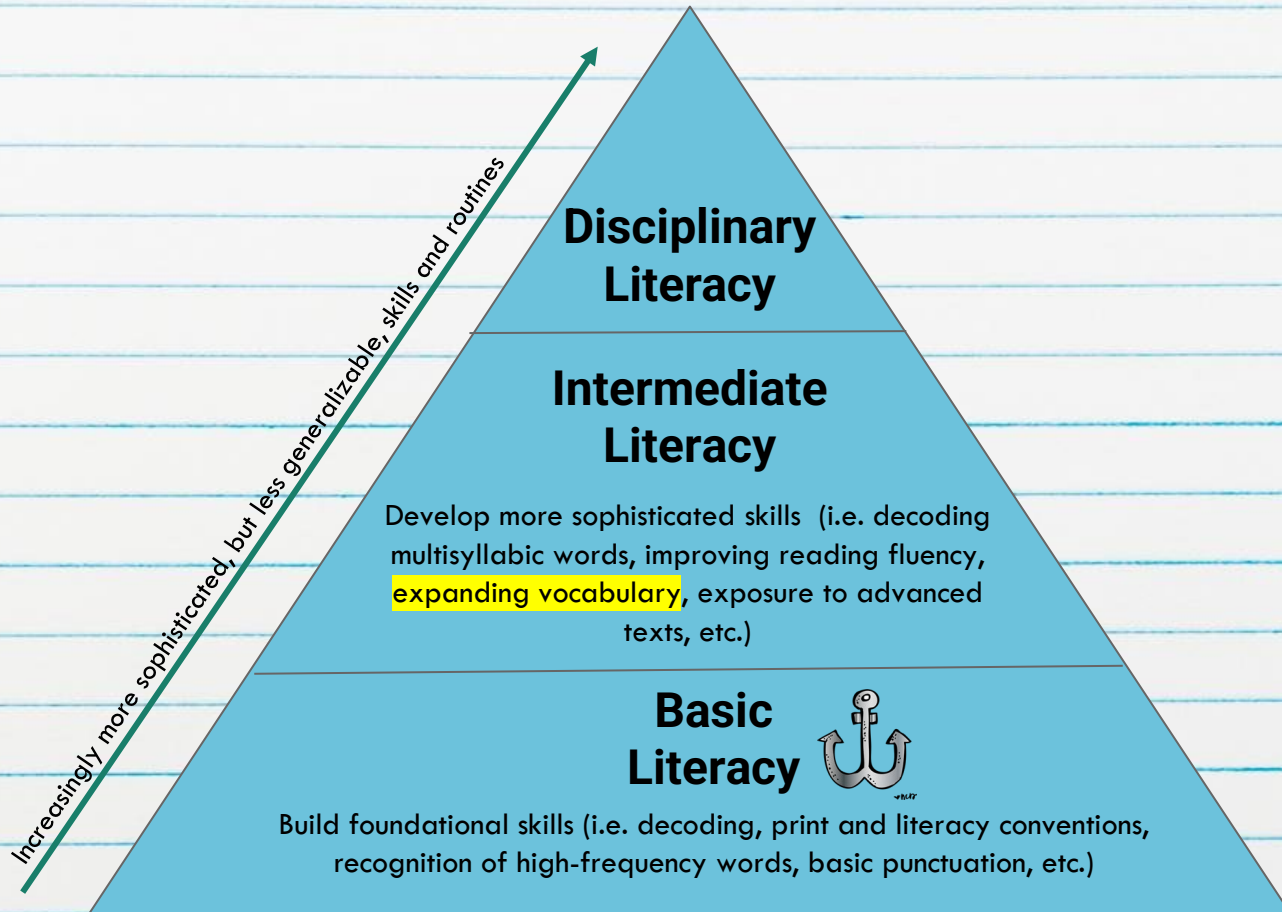 Increasingly more sophisticated, but less generalizable, skills and routines
Disciplinary
Literacy
Intermediate
Literacy
Develop more sophisticated skills  (i.e. decoding
multisyllabic words, improving reading fluency,
expanding vocabulary, exposure to advanced
texts, etc.)
Basic
Literacy
Build foundational skills (i.e. decoding, print and literacy conventions,
recognition of high-frequency words, basic punctuation, etc.)